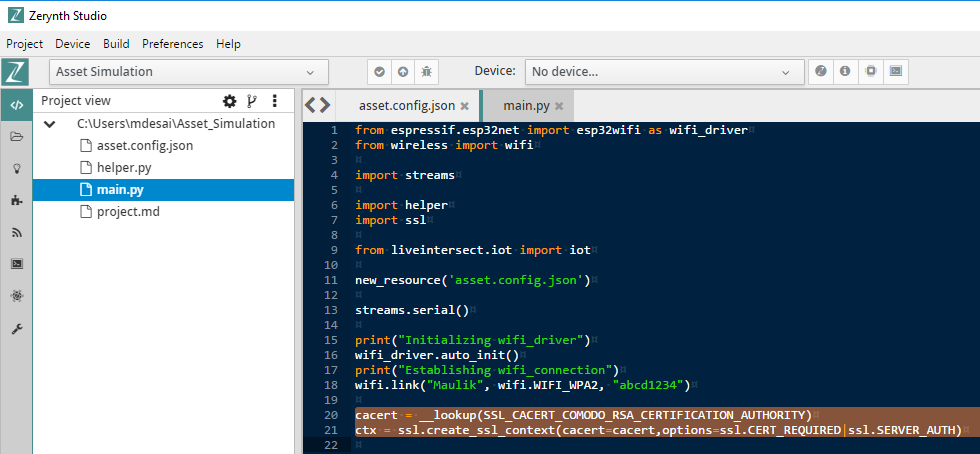 Zerynth Studio
Project Device Build Preferences Help
Asset Simulation Device: No device...
Project view
C:\Users\mdesai\Asset_Simulation
asset.config.json
helper.py
main.py
project.md
asset.config.json main.py
1 from espressif.esp32net import esp32wifi as wifi_driver
2 from wireless import wifi
3
4 import streams
5
6 import helper
7 import ssl
8
9 from liveintersect.iot import iot
10
11 new_resource('asset.config.json')
12
13 streams.serial()
14
15 print("Initializing wifi_driver")
16 wifi_driver.auto_init()
17 print("Establishing wifi_connection")
18 wifi.link("Maulik", wifi.WIFI_WPA2, "abcd1234")
19
20 cacert = __lookup(SSL_CACERT_COMODO_RSA_CERTIFICATION_AUTHORITY)
21 ctx = ssl.create_ssl_context(cacert=cacert,options=ssl.CERT_REQUIRED|ssl.SERVER_AUTH)
22